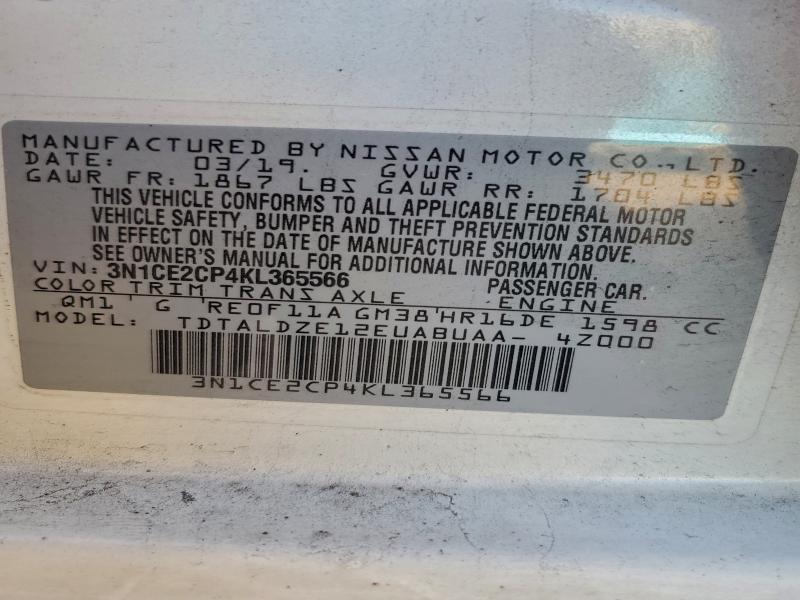 MANUFACTURED BY NISSAN MOTOR CO.,LTD.
DATE: 03/19. GVWR: 3470 LBS
GAWR FR: 1867 LBS GAWR RR: 1784 LBS
THIS VEHICLE CONFORMS TO ALL APPLICABLE FEDERAL MOTOR
VEHICLE SAFETY, BUMPER AND THEFT PREVENTION STANDARDS
IN EFFECT ON THE DATE OF MANUFACTURE SHOWN ABOVE.
SEE OWNER'S MANUAL FOR ADDITIONAL INFORMATION.
VIN: 3N1CE2CP4KL365566 PASSENGER CAR.
COLOR TRIM TRANS AXLE ENGINE
QM1 ' G 'RE0F11A GM38'HR16DE 1598 CC
MODEL: TDTALDZE12EUABUAA- 4Z000
3N1CE2CP4KL365566